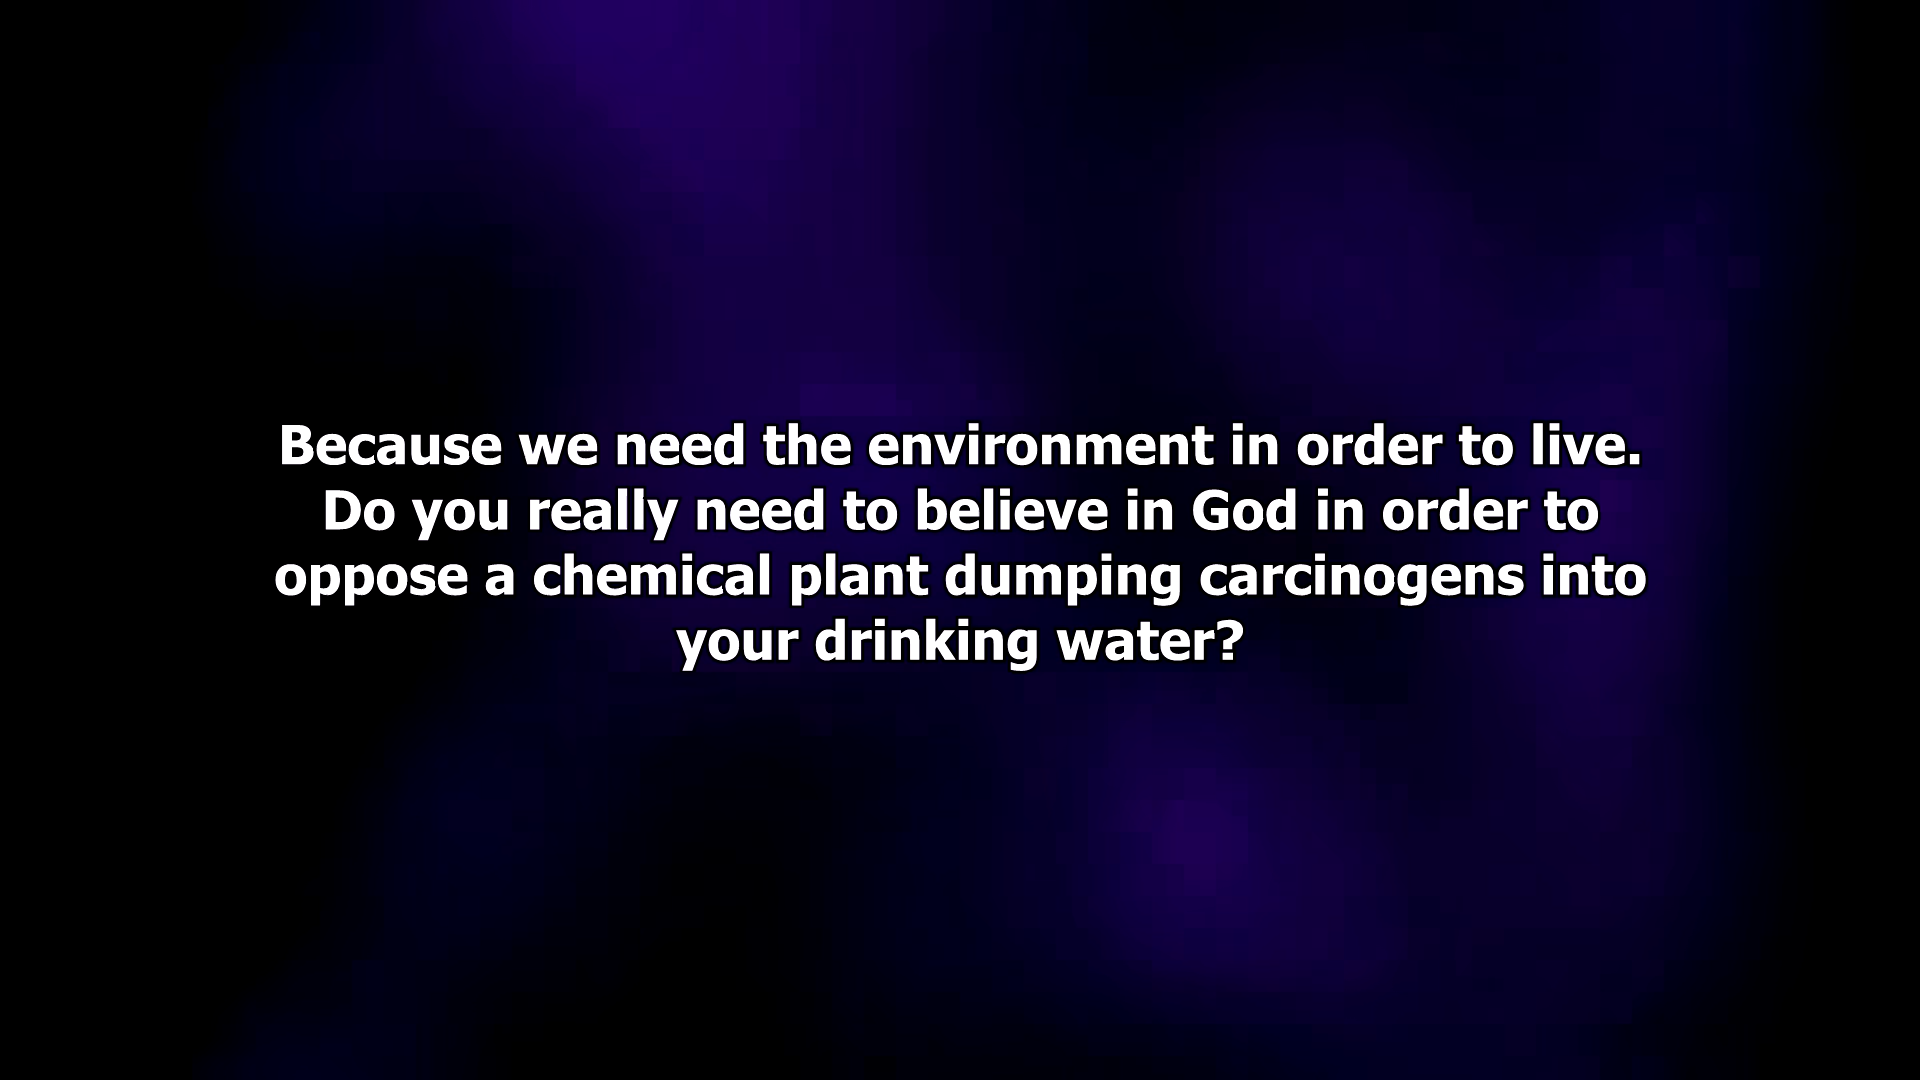 Because we need the environment in order to live.
Do you really need to believe in God in order to
oppose a chemical plant dumping carcinogens into
your drinking water?